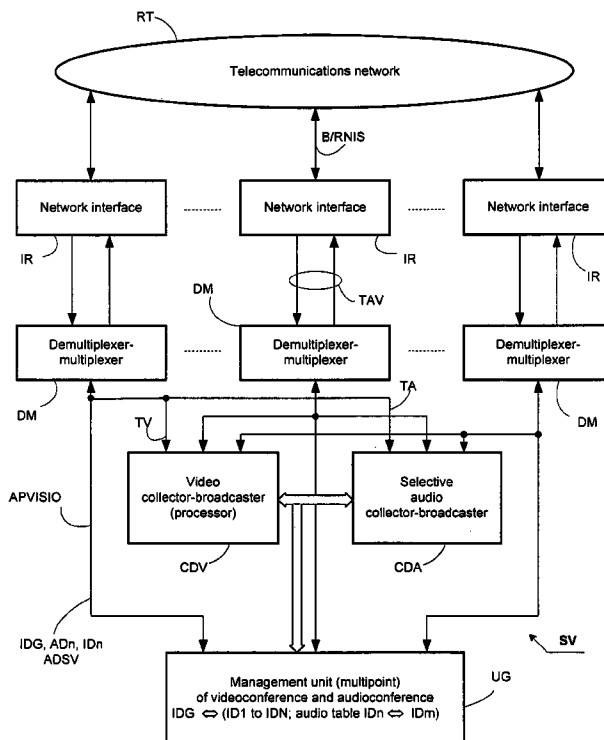 RT
Telecommunications network
B/RNIS
Network interface
Network interface
Network interface
IR
IR
IR
TAV
DM
Demultiplexer-
multiplexer
Demultiplexer-
multiplexer
Demultiplexer-
multiplexer
DM
DM
TV
TA
Video
collector-broadcaster
(processor)
Selective
audio
collector-broadcaster
APVISIO
CDV
CDA
IDG, ADn, IDn
ADSV
SV
Management unit (multipoint)
of videoconference and audioconference
IDG ⇔ (ID1 to IDN; audio table IDn ⇔ IDm)
UG